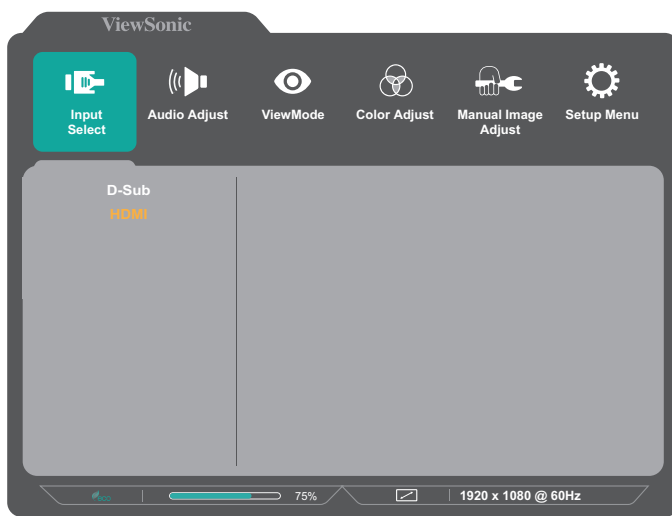 ViewSonic
Input Select
Audio Adjust
ViewMode
Color Adjust
Manual Image Adjust
Setup Menu
D-Sub
HDMI
eco
75%
1920 x 1080 @ 60Hz